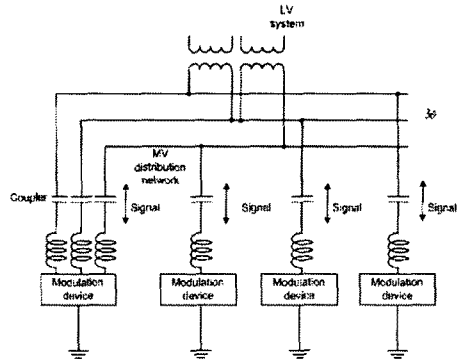 LV
system
3φ
MV
distribution
network
Coupler
Signal
Signal
Signal
Signal
Modulation
device
Modulation
device
Modulation
device
Modulation
device